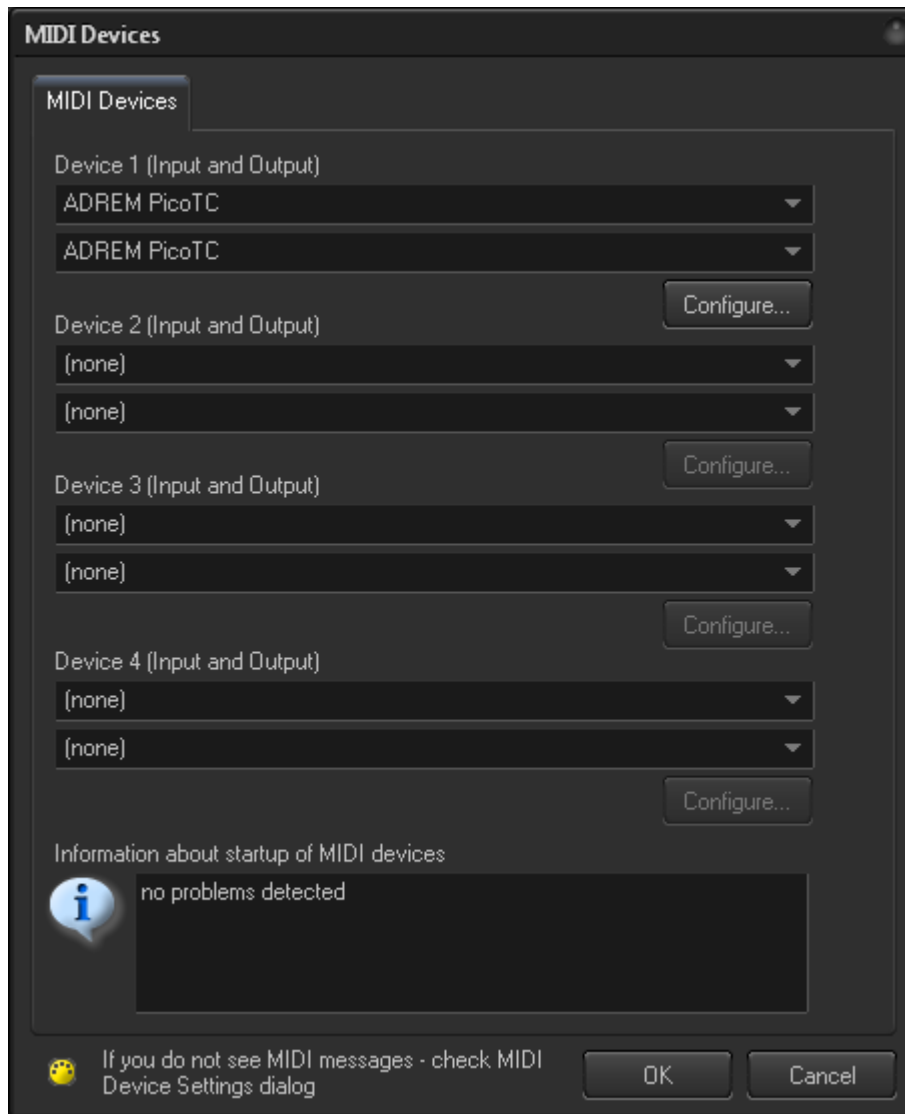 MIDI Devices
MIDI Devices
Device 1 (Input and Output)
ADREM PicoTC
ADREM PicoTC
Configure...
Device 2 (Input and Output)
(none)
(none)
Configure...
Device 3 (Input and Output)
(none)
(none)
Configure...
Device 4 (Input and Output)
(none)
(none)
Configure...
Information about startup of MIDI devices
no problems detected
If you do not see MIDI messages - check MIDI
Device Settings dialog
OK
Cancel